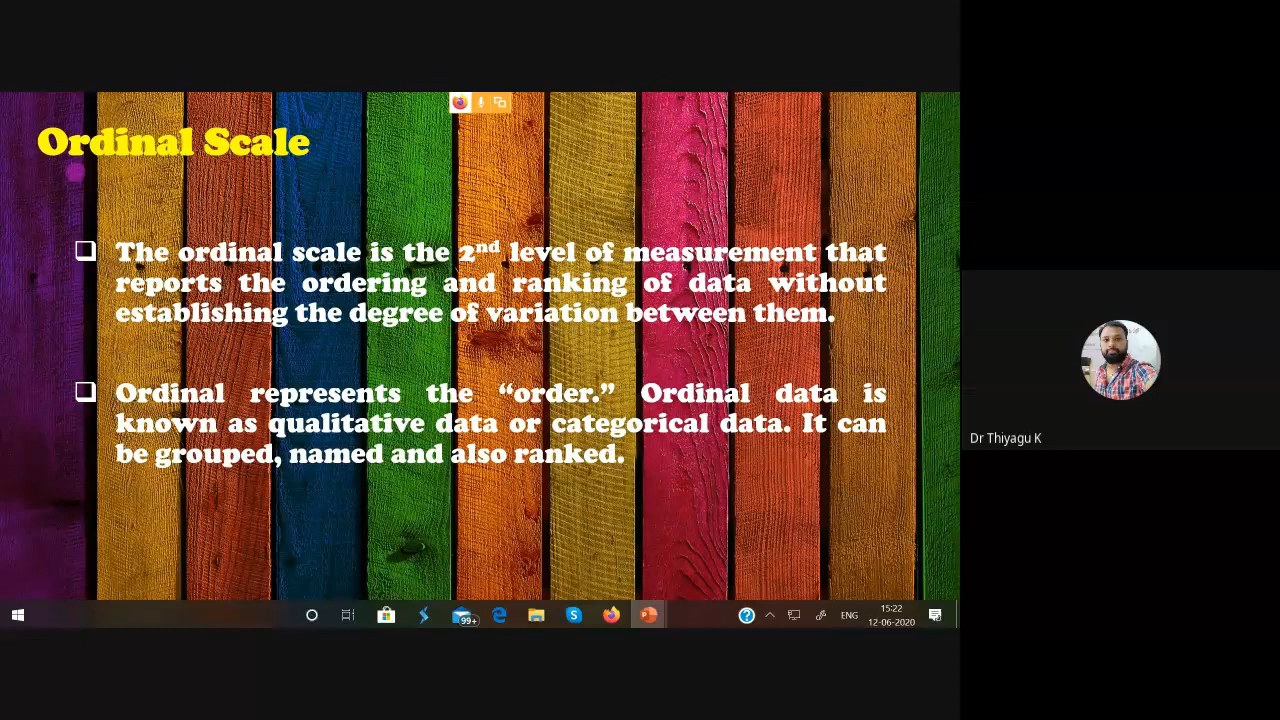 Ordinal Scale
❑ The ordinal scale is the 2nd level of measurement that
reports the ordering and ranking of data without
establishing the degree of variation between them.
❑ Ordinal represents the “order.” Ordinal data is
known as qualitative data or categorical data. It can
be grouped, named and also ranked.
Dr Thiyagu K
99+
ENG
15:22
12-06-2020